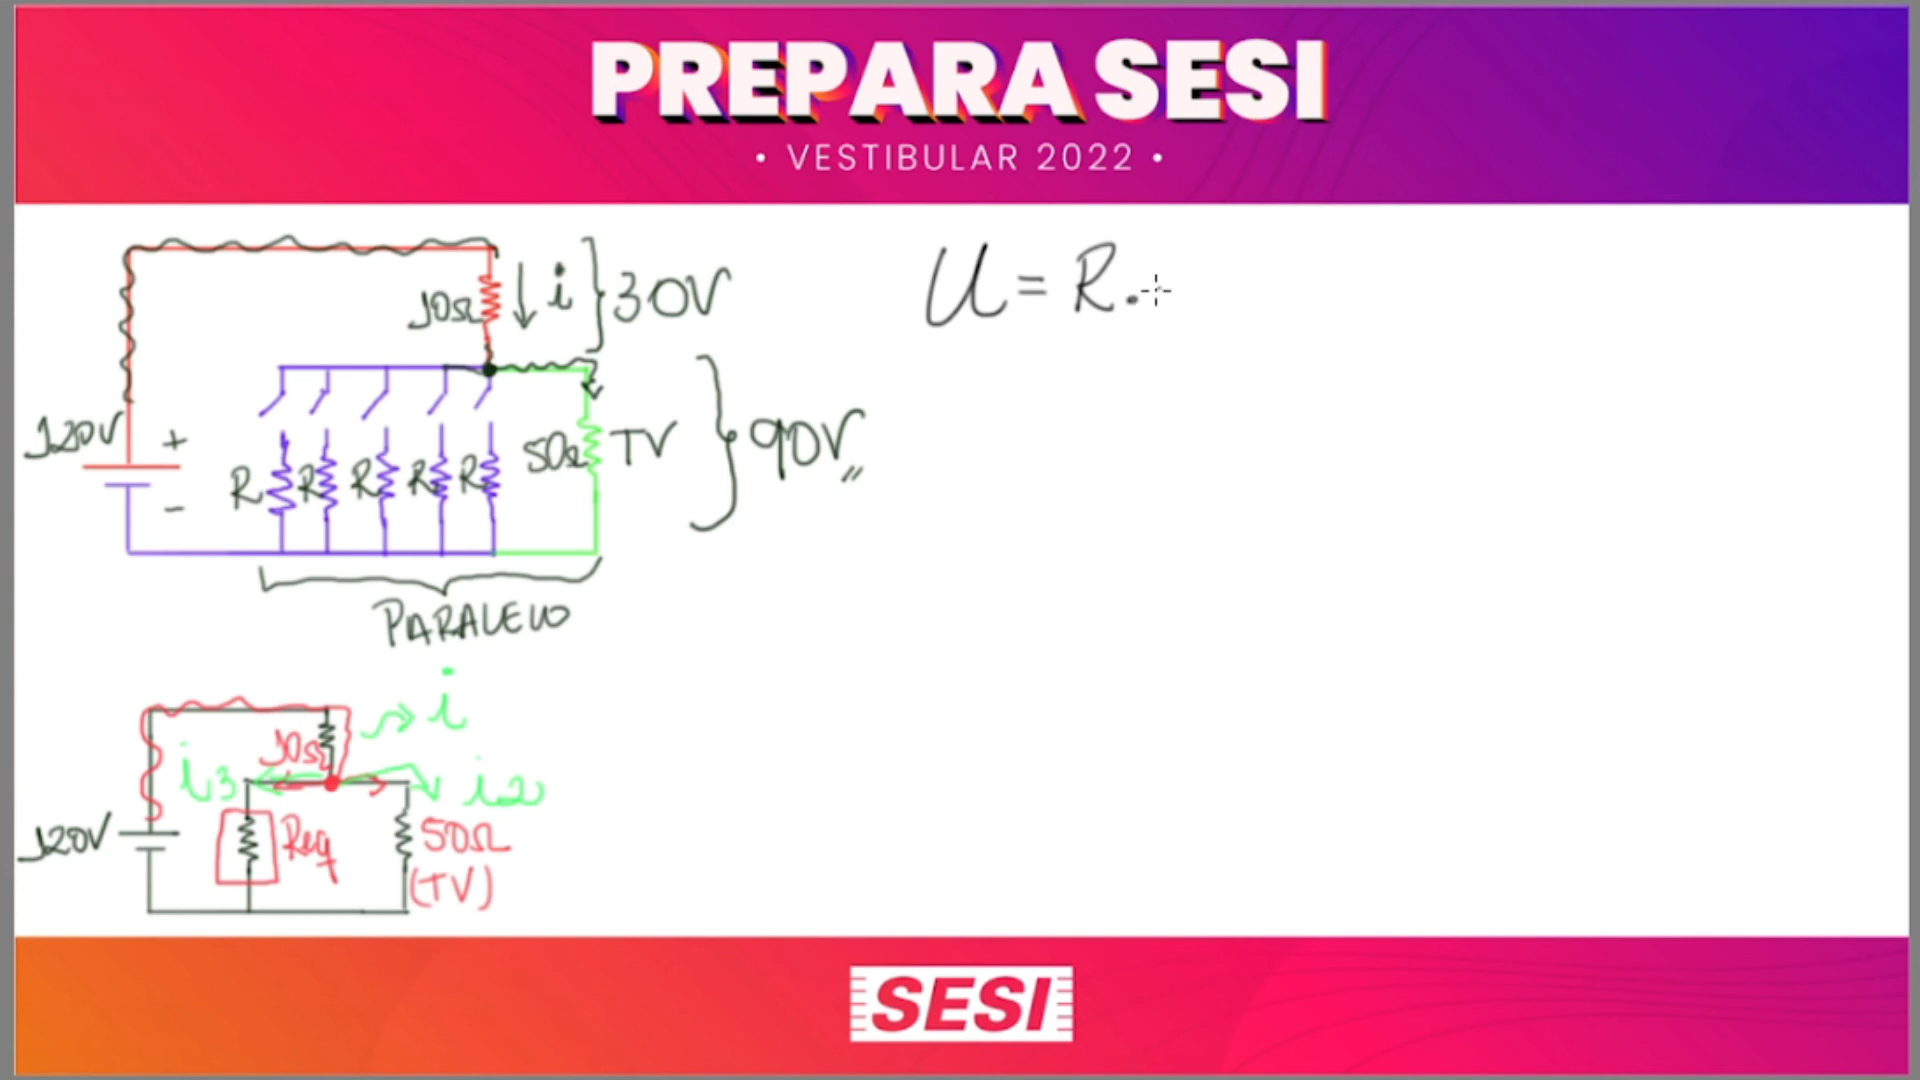 PREPARA SESI
• VESTIBULAR 2022 •
10Ω ↓ i } 30V
U = R.
120V + -
R R R R R 50Ω TV } 90V
PARALELO
i
10Ω
i3 i2
120V Req 50Ω
(TV)
SESI